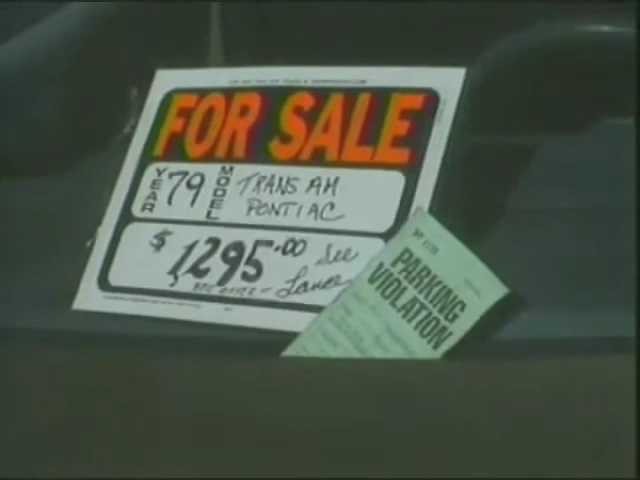 FOR SALE
YEAR 79 MODEL TRANS AM
PONTIAC
$1295.00 See
Lance
PARKING
VIOLATION